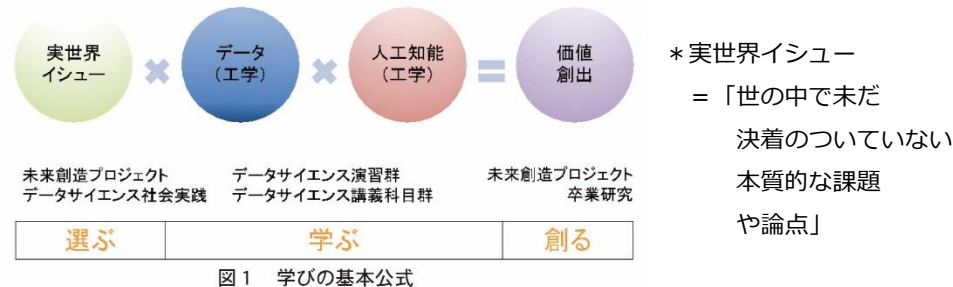 実世界
イシュー
×
データ
(工学)
×
人工知能
(工学)
=
価値
創出
*実世界イシュー
=「世の中で未だ
決着のついていない
本質的な課題
や論点」
未来創造プロジェクト
データサイエンス社会実践
データサイエンス演習群
データサイエンス講義科目群
未来創造プロジェクト
卒業研究
選ぶ
学ぶ
創る
図1 学びの基本公式